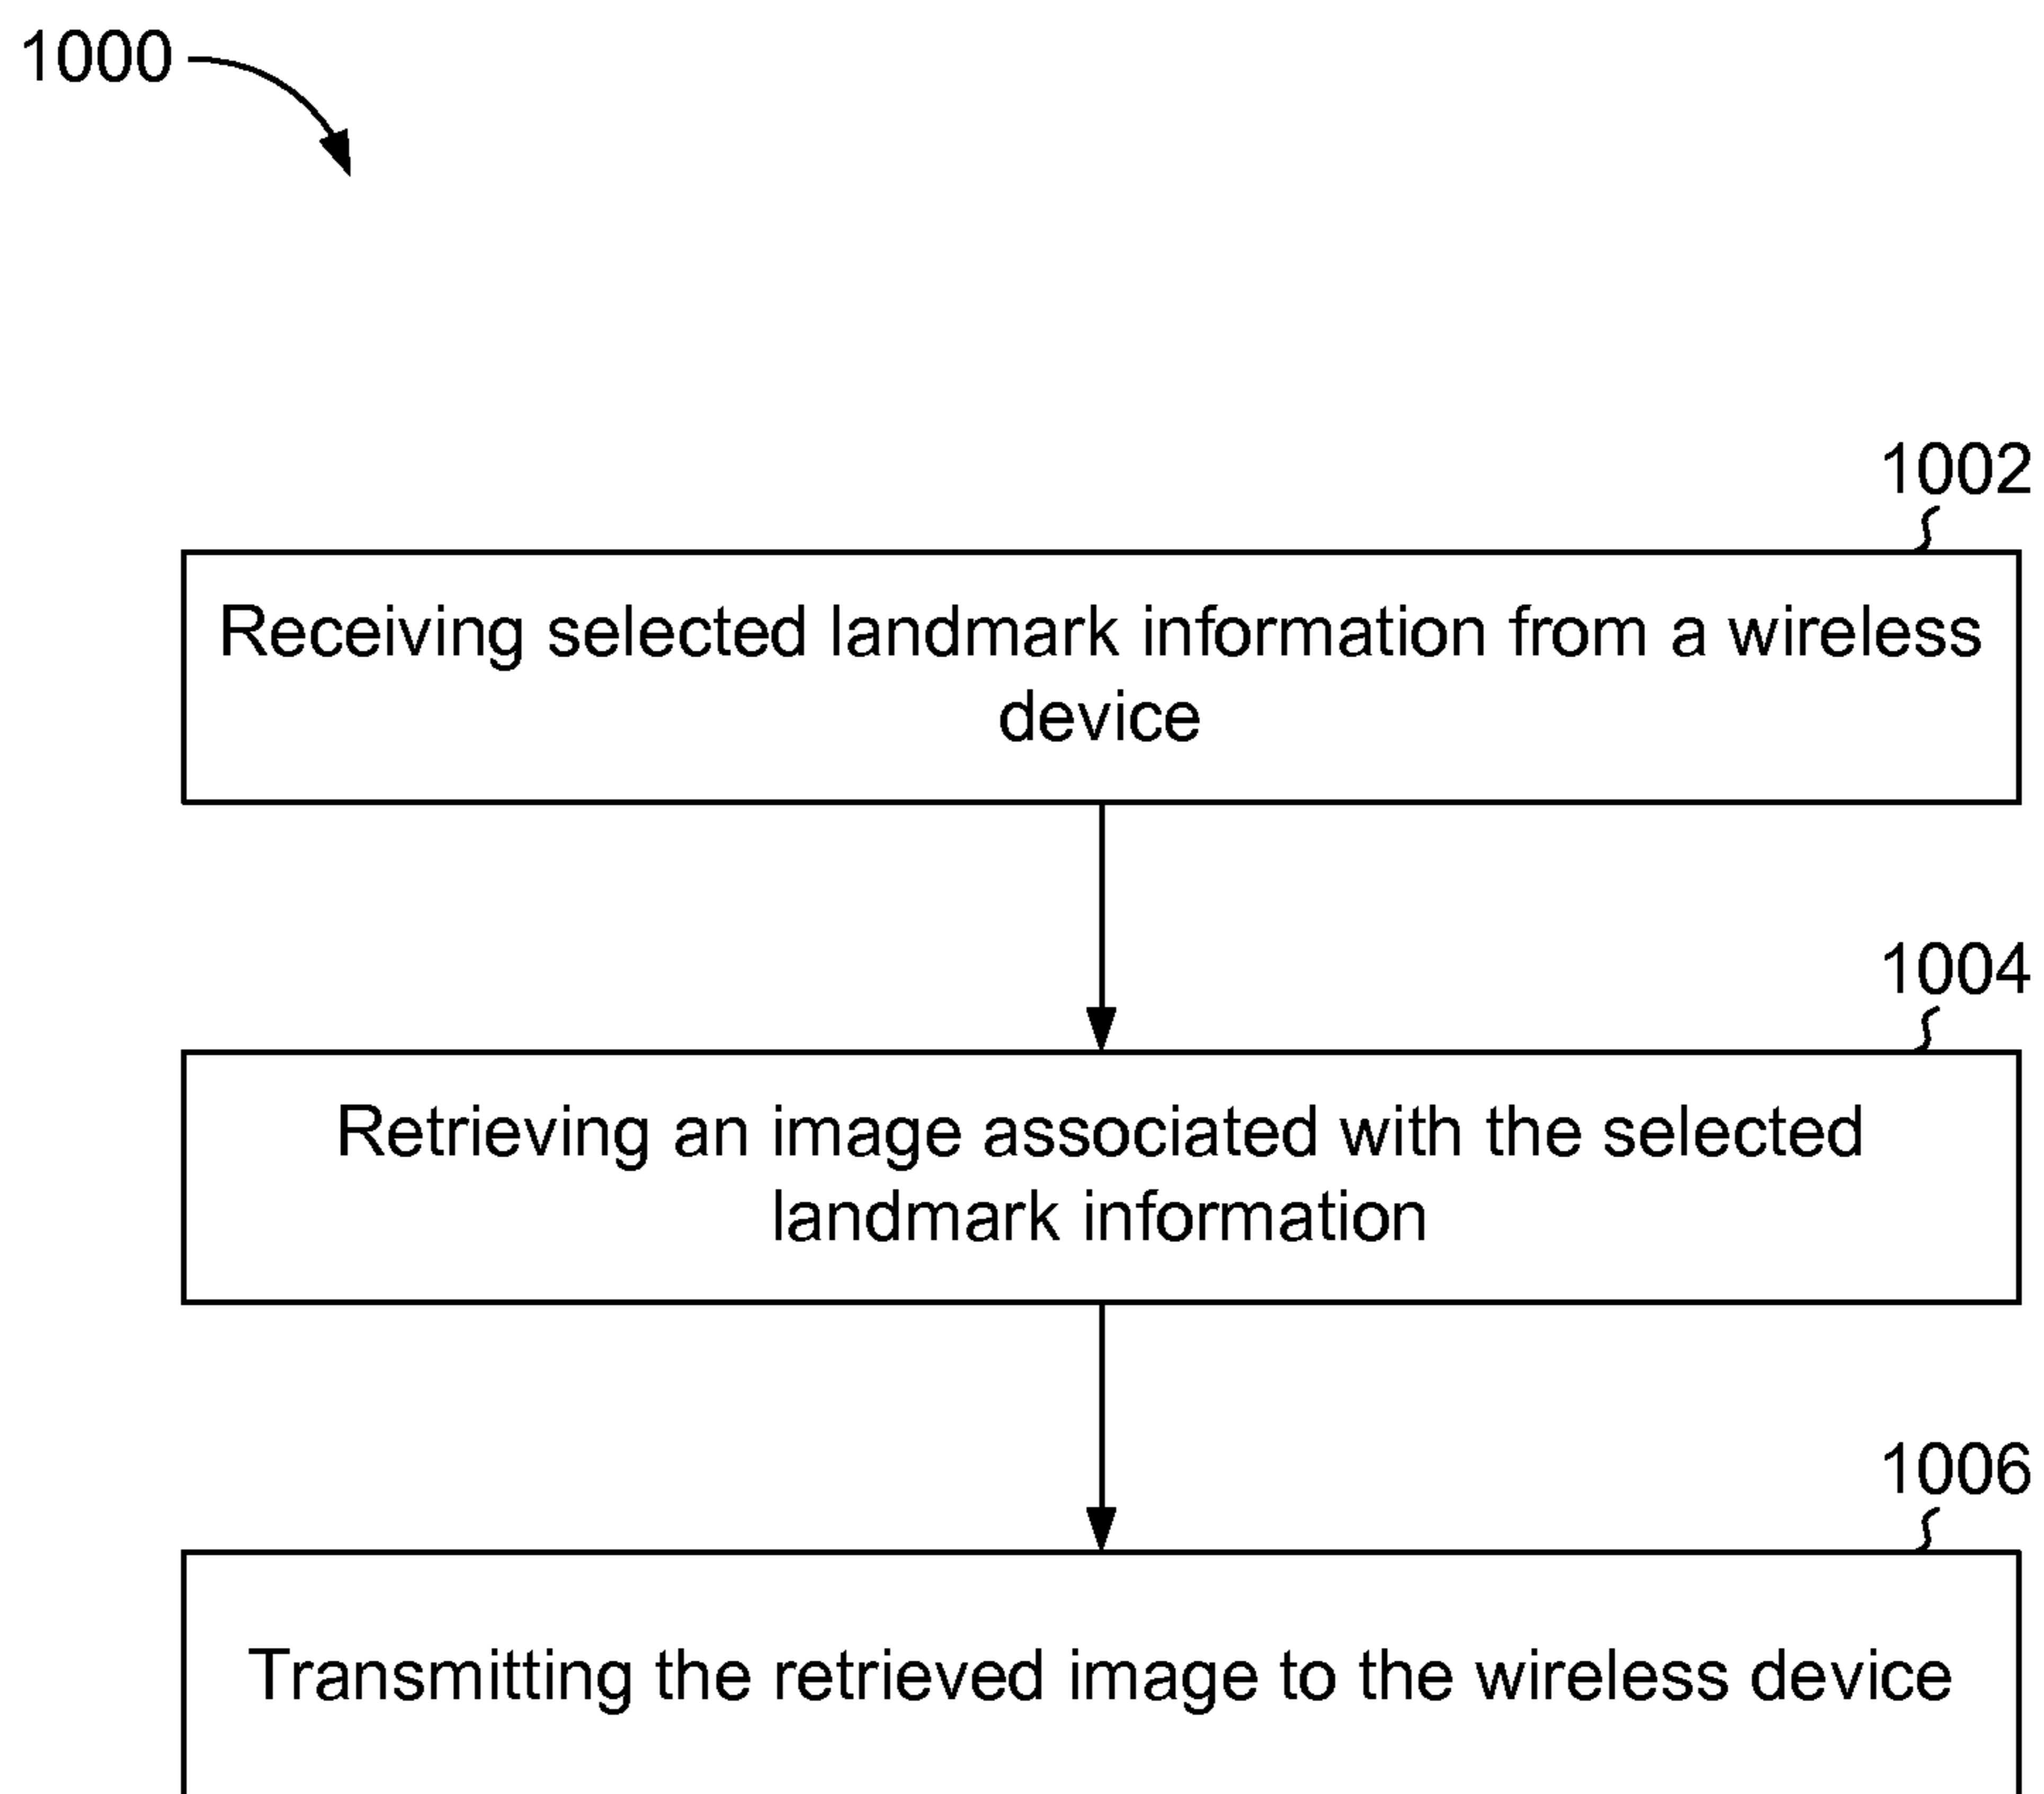 1000
1002
Receiving selected landmark information from a wireless
device
1004
Retrieving an image associated with the selected
landmark information
1006
Transmitting the retrieved image to the wireless device